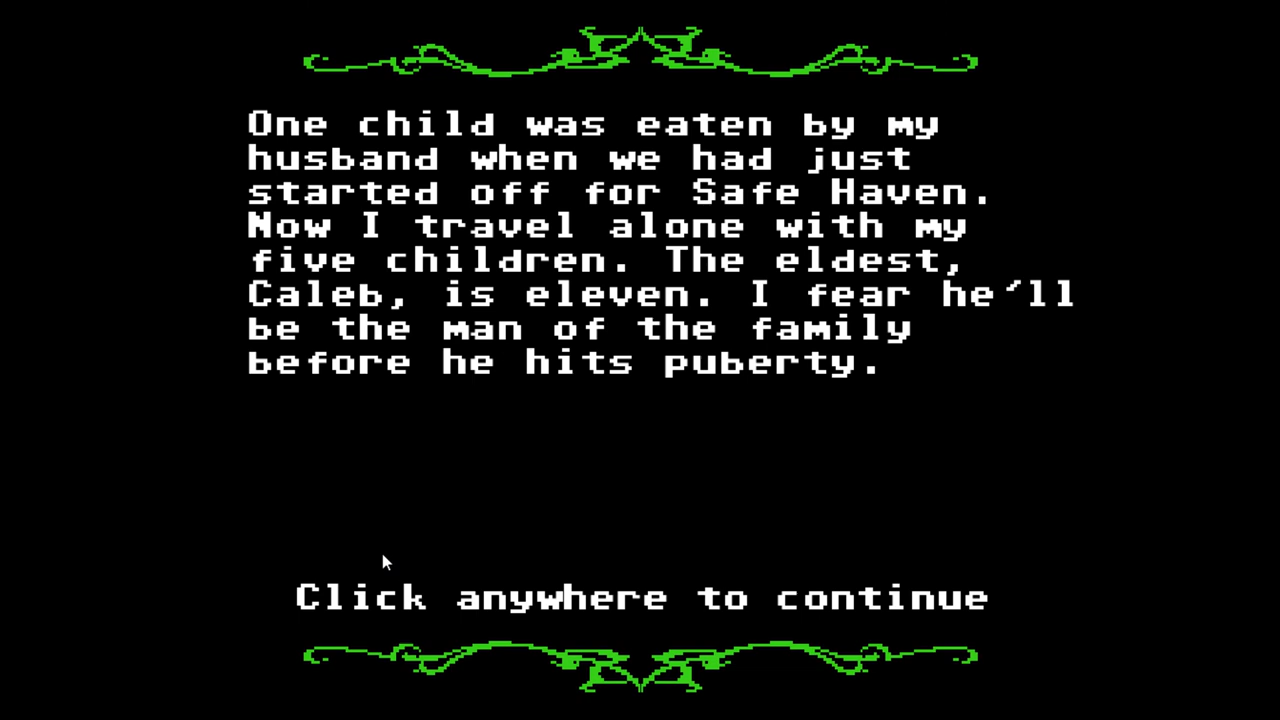 One child was eaten by my
husband when we had just
started off for Safe Haven.
Now I travel alone with my
five children. The eldest,
Caleb, is eleven. I fear he'll
be the man of the family
before he hits puberty.
Click anywhere to continue